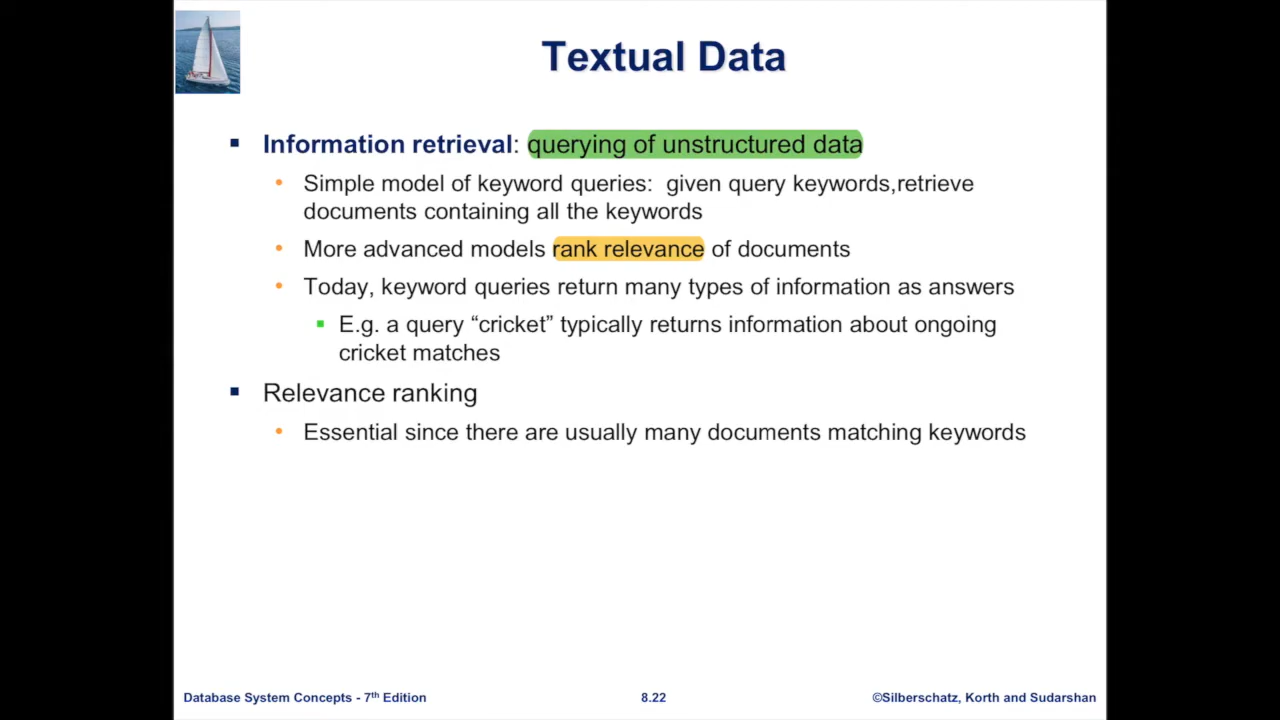 Textual Data
Information retrieval: querying of unstructured data
Simple model of keyword queries:  given query keywords,retrieve
documents containing all the keywords
More advanced models rank relevance of documents
Today, keyword queries return many types of information as answers
E.g. a query “cricket” typically returns information about ongoing
cricket matches
Relevance ranking
Essential since there are usually many documents matching keywords
Database System Concepts - 7th Edition
8.22
©Silberschatz, Korth and Sudarshan